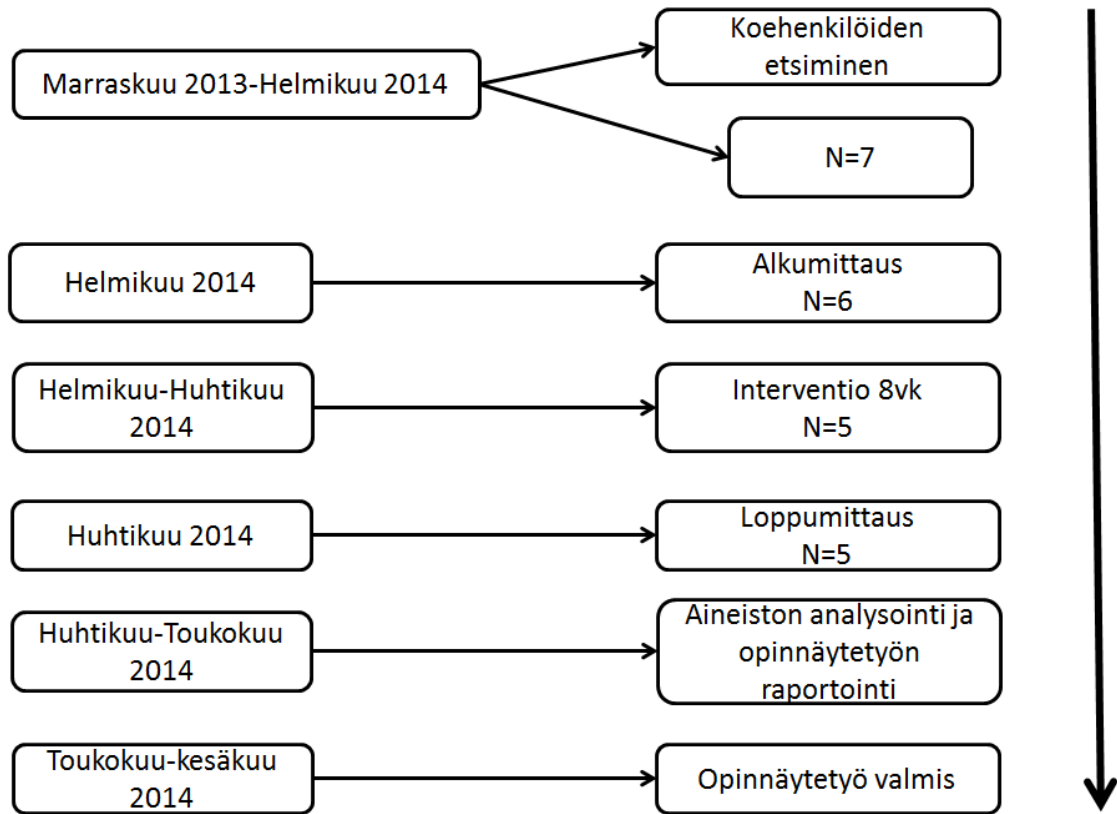 Marraskuu 2013-Helmikuu 2014
Koehenkilöiden
etsiminen
N=7
Helmikuu 2014
Alkumittaus
N=6
Helmikuu-Huhtikuu
2014
Interventio 8vk
N=5
Huhtikuu 2014
Loppumittaus
N=5
Huhtikuu-Toukokuu
2014
Aineiston analysointi ja
opinnäytetyön
raportointi
Toukokuu-kesäkuu
2014
Opinnäytetyö valmis